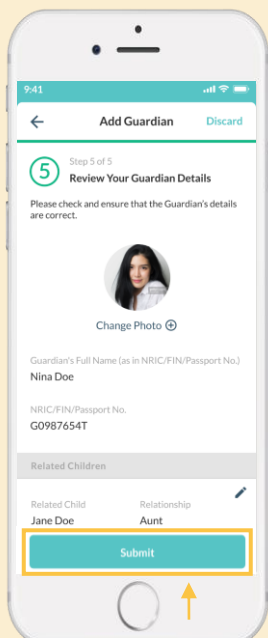 9:41
Add Guardian Discard
5
Step 5 of 5
Review Your Guardian Details
Please check and ensure that the Guardian's details
are correct.
Change Photo
Guardian's Full Name (as in NRIC/FIN/Passport No.)
Nina Doe
NRIC/FIN/Passport No.
G0987654T
Related Children
Related Child Relationship
Jane Doe Aunt
Submit